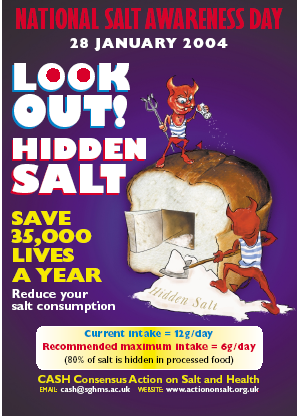 NATIONAL SALT AWARENESS DAY
28 JANUARY 2004
LOOK
OUT!
HIDDEN
SALT
SAVE
35,000
LIVES
A YEAR
Reduce your
salt consumption
Hidden Salt
Current intake = 12g/day
Recommended maximum intake = 6g/day
(80% of salt is hidden in processed food)
CASH Consensus Action on Salt and Health
EMAIL: cash@sghms.ac.uk WEBSITE: www.actiononsalt.org.uk